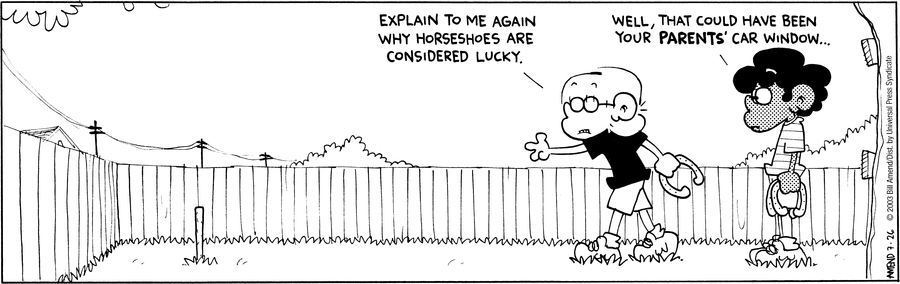 EXPLAIN TO ME AGAIN
WHY HORSESHOES ARE
CONSIDERED LUCKY.
WELL, THAT COULD HAVE BEEN
YOUR PARENTS' CAR WINDOW...
© 2003 Bill Amend/Dist. by Universal Press Syndicate
AMEND 7-26